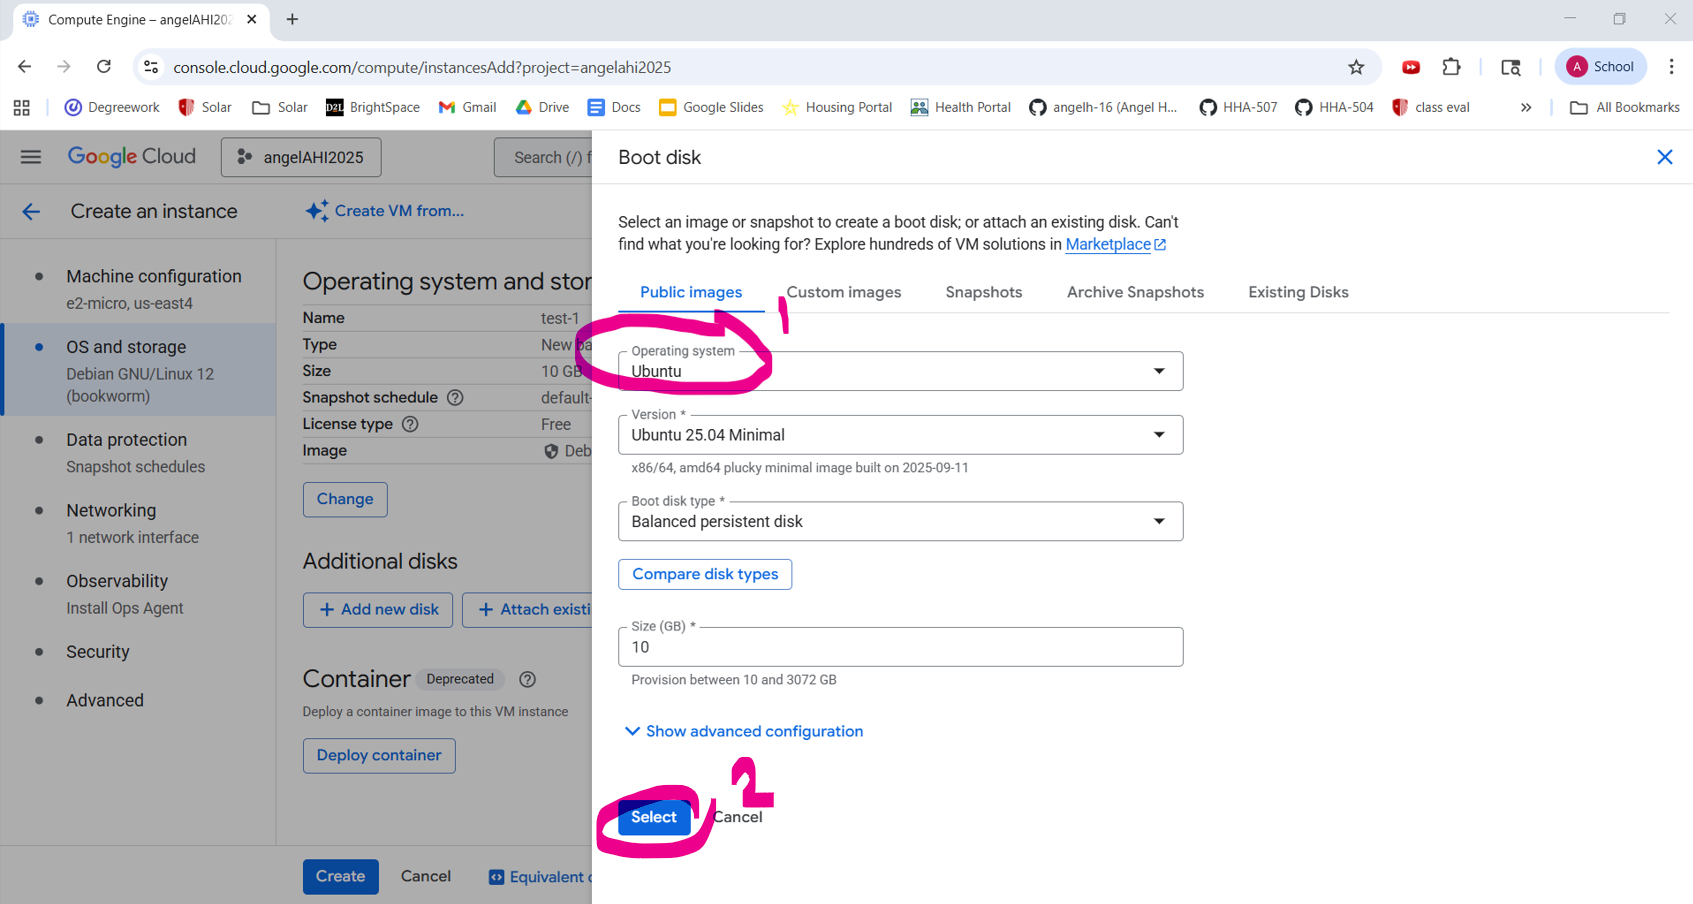 Compute Engine – angelAHI202
console.cloud.google.com/compute/instancesAdd?project=angelahi2025
A School
Degreework
Solar
Solar
D2L BrightSpace
Gmail
Drive
Docs
Google Slides
Housing Portal
Health Portal
angelh-16 (Angel H...
HHA-507
HHA-504
class eval
»
All Bookmarks
Google Cloud
angelAHI2025
Search (/) f
Create an instance
Create VM from...
Machine configuration
e2-micro, us-east4
OS and storage
Debian GNU/Linux 12
(bookworm)
Data protection
Snapshot schedules
Networking
1 network interface
Observability
Install Ops Agent
Security
Advanced
Operating system and stor
Name test-1
Type New ba
Size 10 GB
Snapshot schedule default-
License type Free
Image Deb
Change
Additional disks
+ Add new disk
+ Attach existi
Container Deprecated
Deploy a container image to this VM instance
Deploy container
Create
Cancel
Equivalent c
Boot disk
Select an image or snapshot to create a boot disk; or attach an existing disk. Can't
find what you're looking for? Explore hundreds of VM solutions in Marketplace
Public images
Custom images
Snapshots
Archive Snapshots
Existing Disks
1
Operating system
Ubuntu
Version *
Ubuntu 25.04 Minimal
x86/64, amd64 plucky minimal image built on 2025-09-11
Boot disk type *
Balanced persistent disk
Compare disk types
Size (GB) *
10
Provision between 10 and 3072 GB
Show advanced configuration
2
Select
Cancel